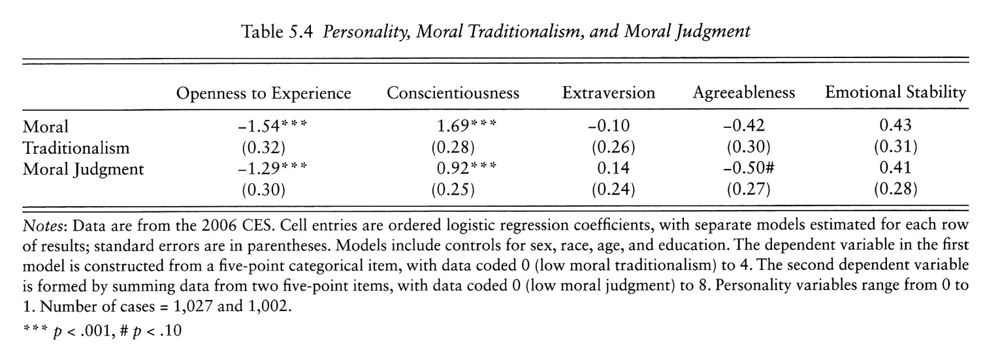 Table 5.4 Personality, Moral Traditionalism, and Moral Judgment
Openness to Experience Conscientiousness Extraversion Agreeableness Emotional Stability
Moral −1.54*** 1.69*** −0.10 −0.42 0.43
Traditionalism (0.32) (0.28) (0.26) (0.30) (0.31)
Moral Judgment −1.29*** 0.92*** 0.14 −0.50# 0.41
(0.30) (0.25) (0.24) (0.27) (0.28)
Notes: Data are from the 2006 CES. Cell entries are ordered logistic regression coefficients, with separate models estimated for each row
of results; standard errors are in parentheses. Models include controls for sex, race, age, and education. The dependent variable in the first
model is constructed from a five-point categorical item, with data coded 0 (low moral traditionalism) to 4. The second dependent variable
is formed by summing data from two five-point items, with data coded 0 (low moral judgment) to 8. Personality variables range from 0 to
1. Number of cases = 1,027 and 1,002.
*** p < .001, # p < .10